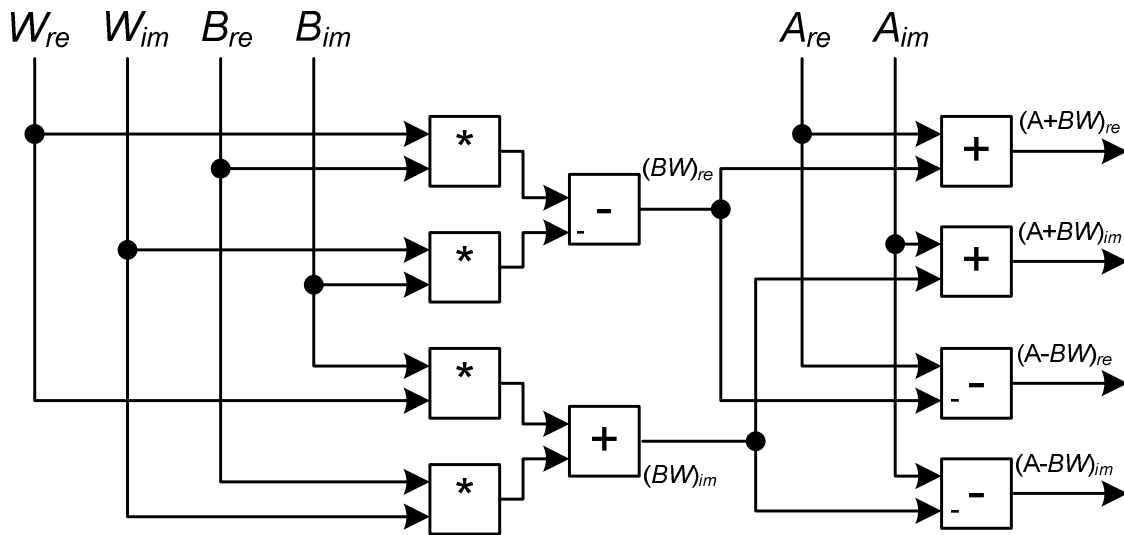 Wre Wim Bre Bim Are Aim
* + (A+BW)re
* - - (BW)re
+ (A+BW)im
* - - (A-BW)re
+ (BW)im
* - - (A-BW)im